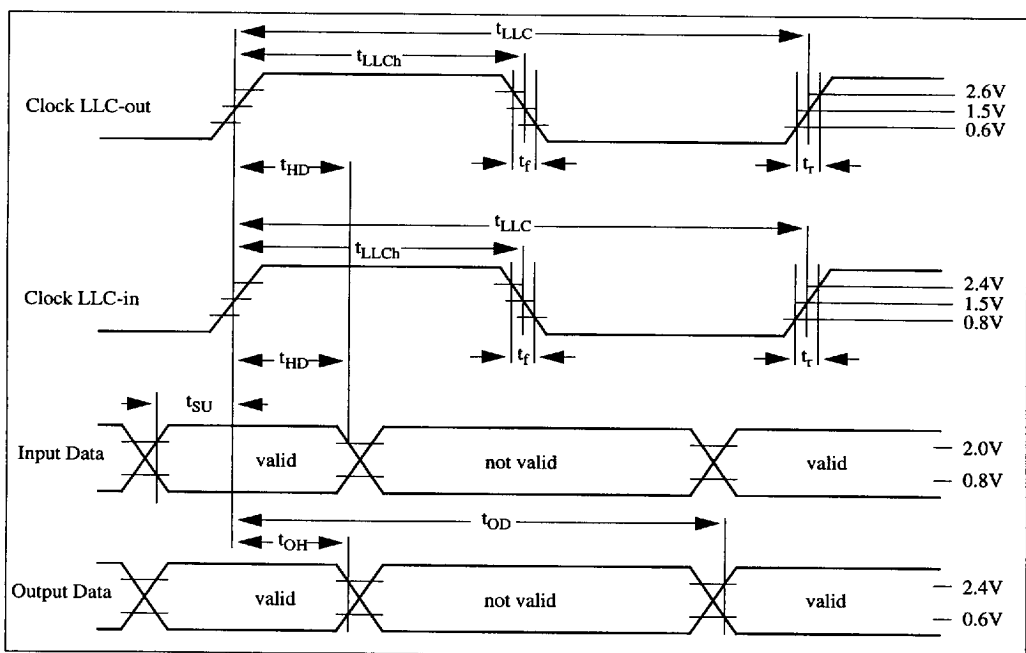 tLLC
tLLCh
Clock LLC-out
2.6V
1.5V
0.6V
tHD
tf
tr
tLLC
tLLCh
Clock LLC-in
2.4V
1.5V
0.8V
tHD
tf
tr
tSU
Input Data
valid
not valid
valid
2.0V
0.8V
tOD
tOH
Output Data
valid
not valid
valid
2.4V
0.6V